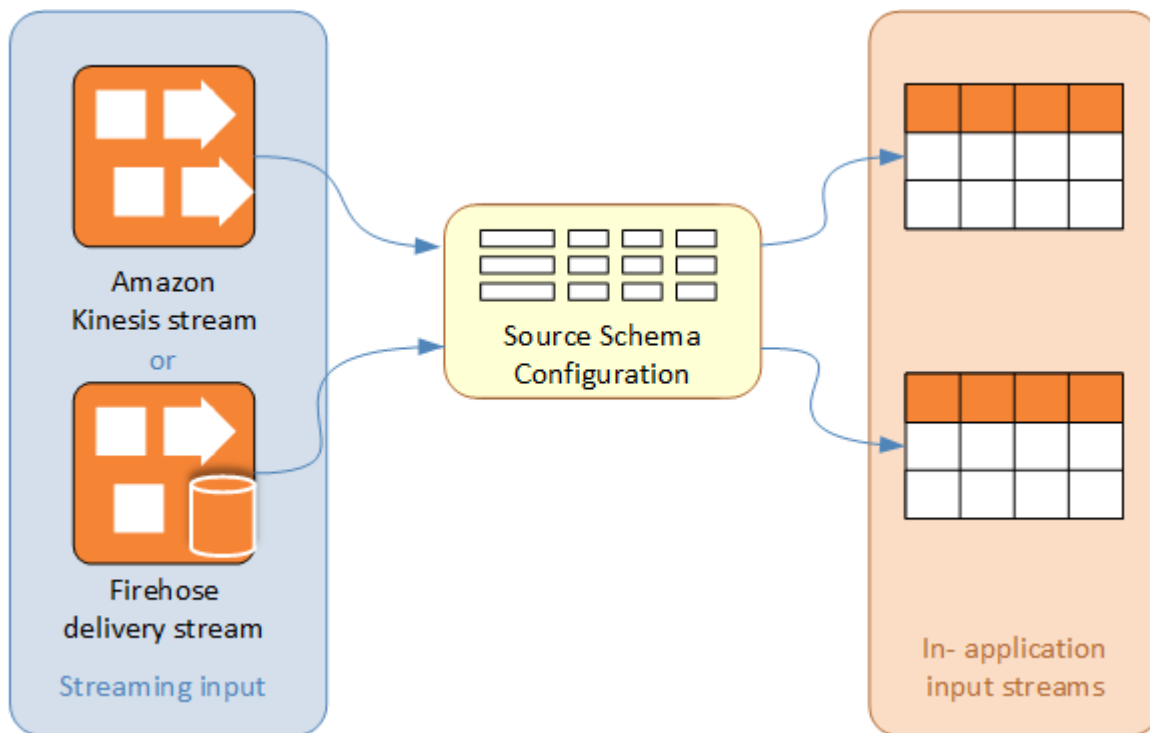 Amazon
Kinesis stream
or
Firehose
delivery stream
Streaming input
Source Schema
Configuration
In- application
input streams